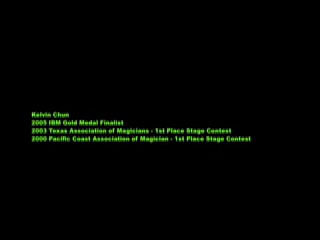 Kelvin Chun
2005 IBM Gold Medal Finalist
2003 Texas Association of Magicians - 1st Place Stage Contest
2000 Pacific Coast Association of Magician - 1st Place Stage Contest